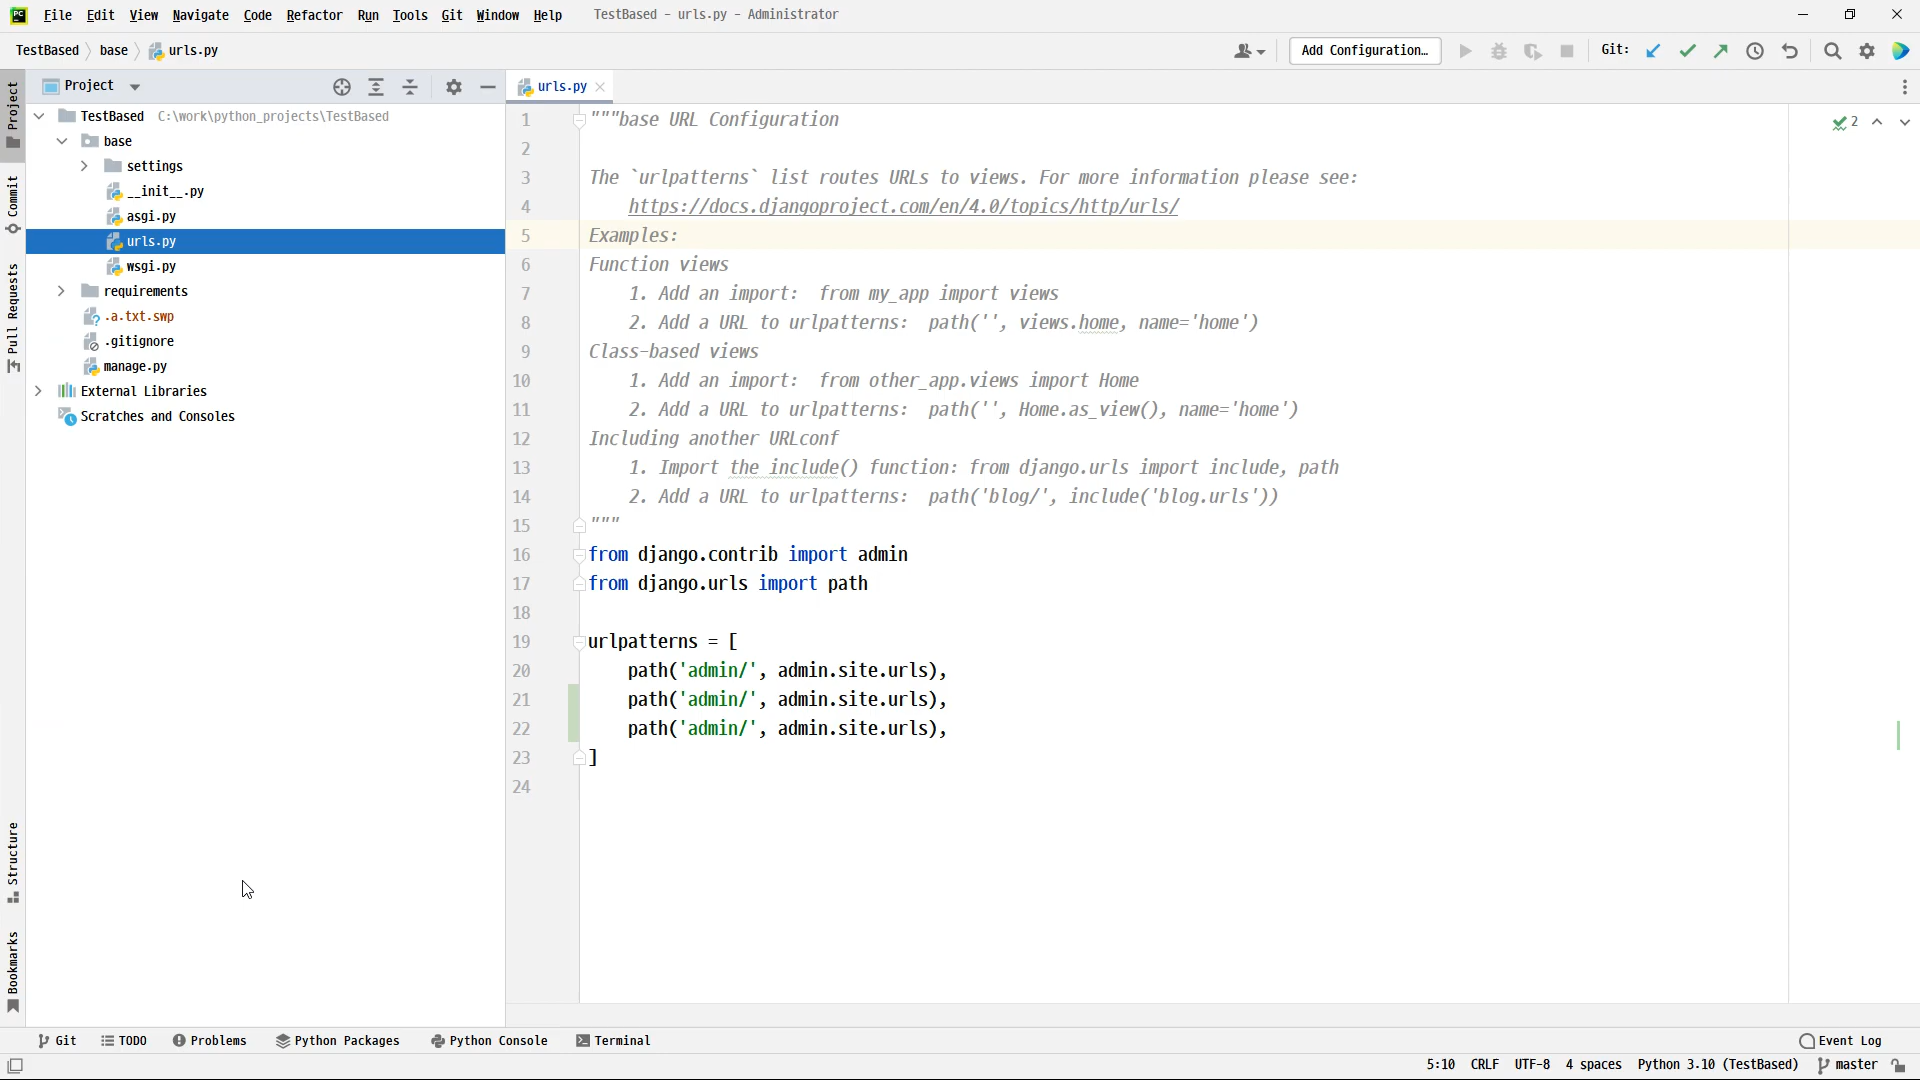 PC File Edit View Navigate Code Refactor Run Tools Git Window Help TestBased - urls.py - Administrator
TestBased base urls.py Add Configuration... Git:
Project
Commit
Pull Requests
Structure
Bookmarks
Project
TestBased C:\work\python_projects\TestBased
base
settings
__init__.py
asgi.py
urls.py
wsgi.py
requirements
.a.txt.swp
.gitignore
manage.py
External Libraries
Scratches and Consoles
urls.py
2
1 """base URL Configuration
2
3 The `urlpatterns` list routes URLs to views. For more information please see:
4     https://docs.djangoproject.com/en/4.0/topics/http/urls/
5 Examples:
6 Function views
7     1. Add an import:  from my_app import views
8     2. Add a URL to urlpatterns:  path('', views.home, name='home')
9 Class-based views
10     1. Add an import:  from other_app.views import Home
11     2. Add a URL to urlpatterns:  path('', Home.as_view(), name='home')
12 Including another URLconf
13     1. Import the include() function: from django.urls import include, path
14     2. Add a URL to urlpatterns:  path('blog/', include('blog.urls'))
15 """
16 from django.contrib import admin
17 from django.urls import path
18
19 urlpatterns = [
20     path('admin/', admin.site.urls),
21     path('admin/', admin.site.urls),
22     path('admin/', admin.site.urls),
23 ]
24
Git TODO Problems Python Packages Python Console Terminal Event Log
5:10 CRLF UTF-8 4 spaces Python 3.10 (TestBased) master